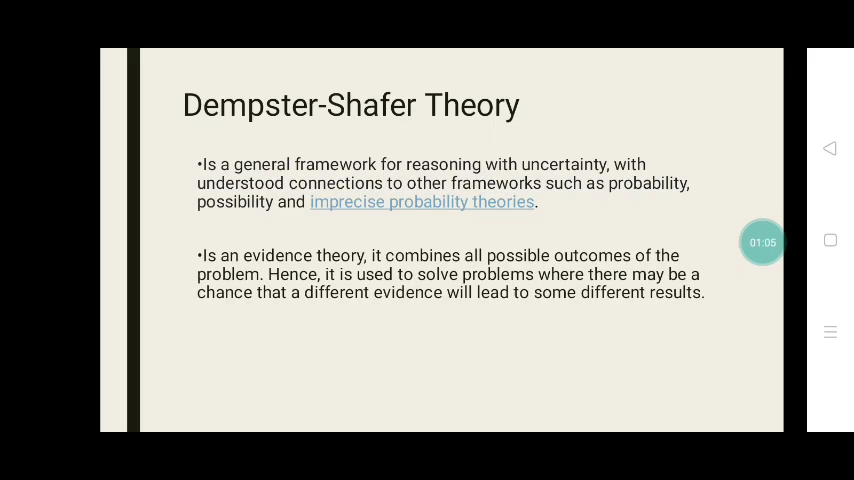 Dempster-Shafer Theory
•Is a general framework for reasoning with uncertainty, with
understood connections to other frameworks such as probability,
possibility and imprecise probability theories.
01:05
•Is an evidence theory, it combines all possible outcomes of the
problem. Hence, it is used to solve problems where there may be a
chance that a different evidence will lead to some different results.